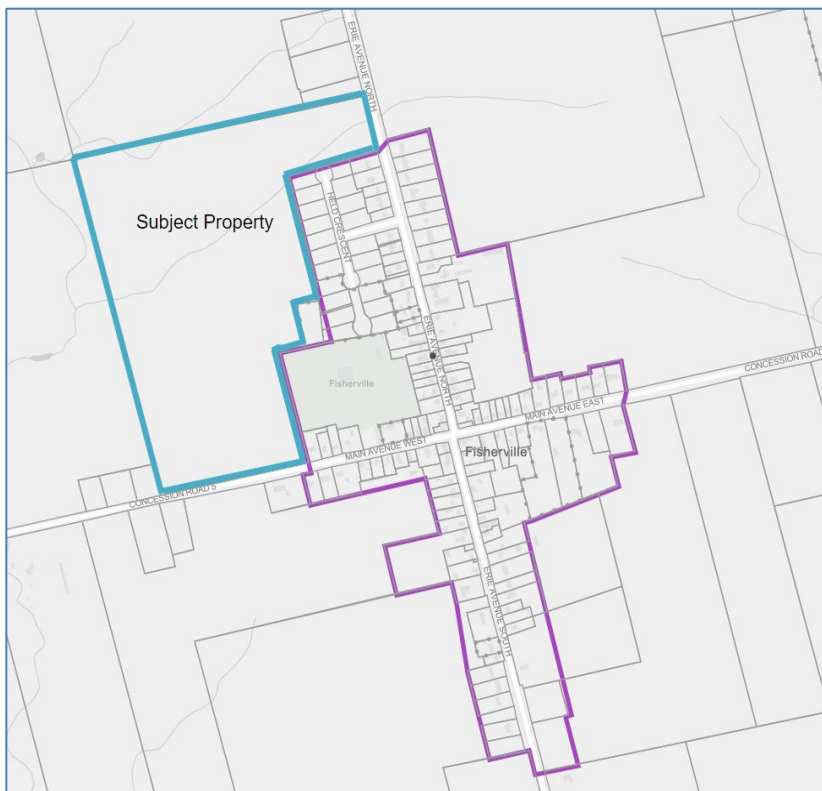 ERIE AVENUE NORTH
Subject Property
HELD CRESCENT
ERIE AVENUE NORTH
CONCESSION ROAD
Fisherville
MAIN AVENUE EAST
MAIN AVENUE WEST
Fisherville
CONCESSION ROAD 5
ERIE AVENUE SOUTH